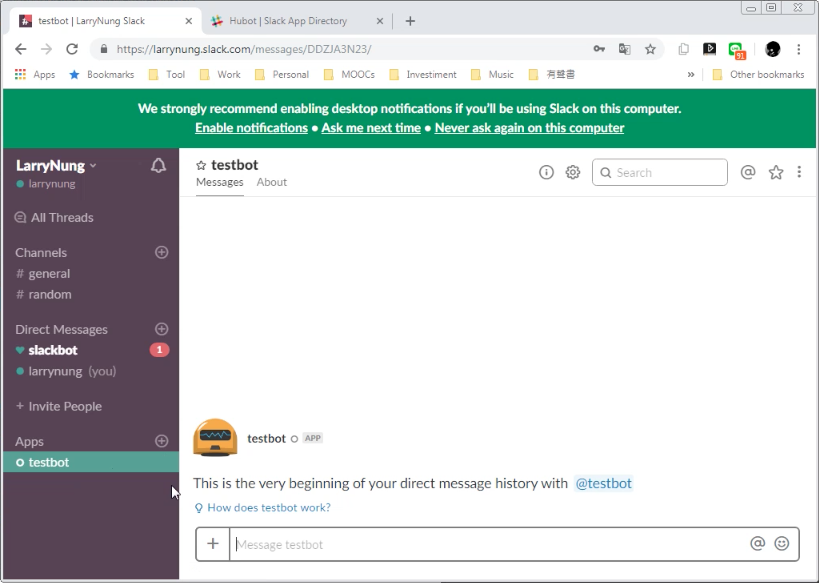 testbot | LarryNung Slack
Hubot | Slack App Directory
https://larrynung.slack.com/messages/DDZJA3N23/
91
Apps Bookmarks Tool Work Personal MOOCs Investiment Music 有聲書 » Other bookmarks
We strongly recommend enabling desktop notifications if you'll be using Slack on this computer.
Enable notifications ● Ask me next time ● Never ask again on this computer
LarryNung
larrynung
All Threads
Channels
# general
# random
Direct Messages
slackbot 1
larrynung (you)
+ Invite People
Apps
testbot
testbot
Messages About
Search
testbot APP
This is the very beginning of your direct message history with @testbot
How does testbot work?
Message testbot